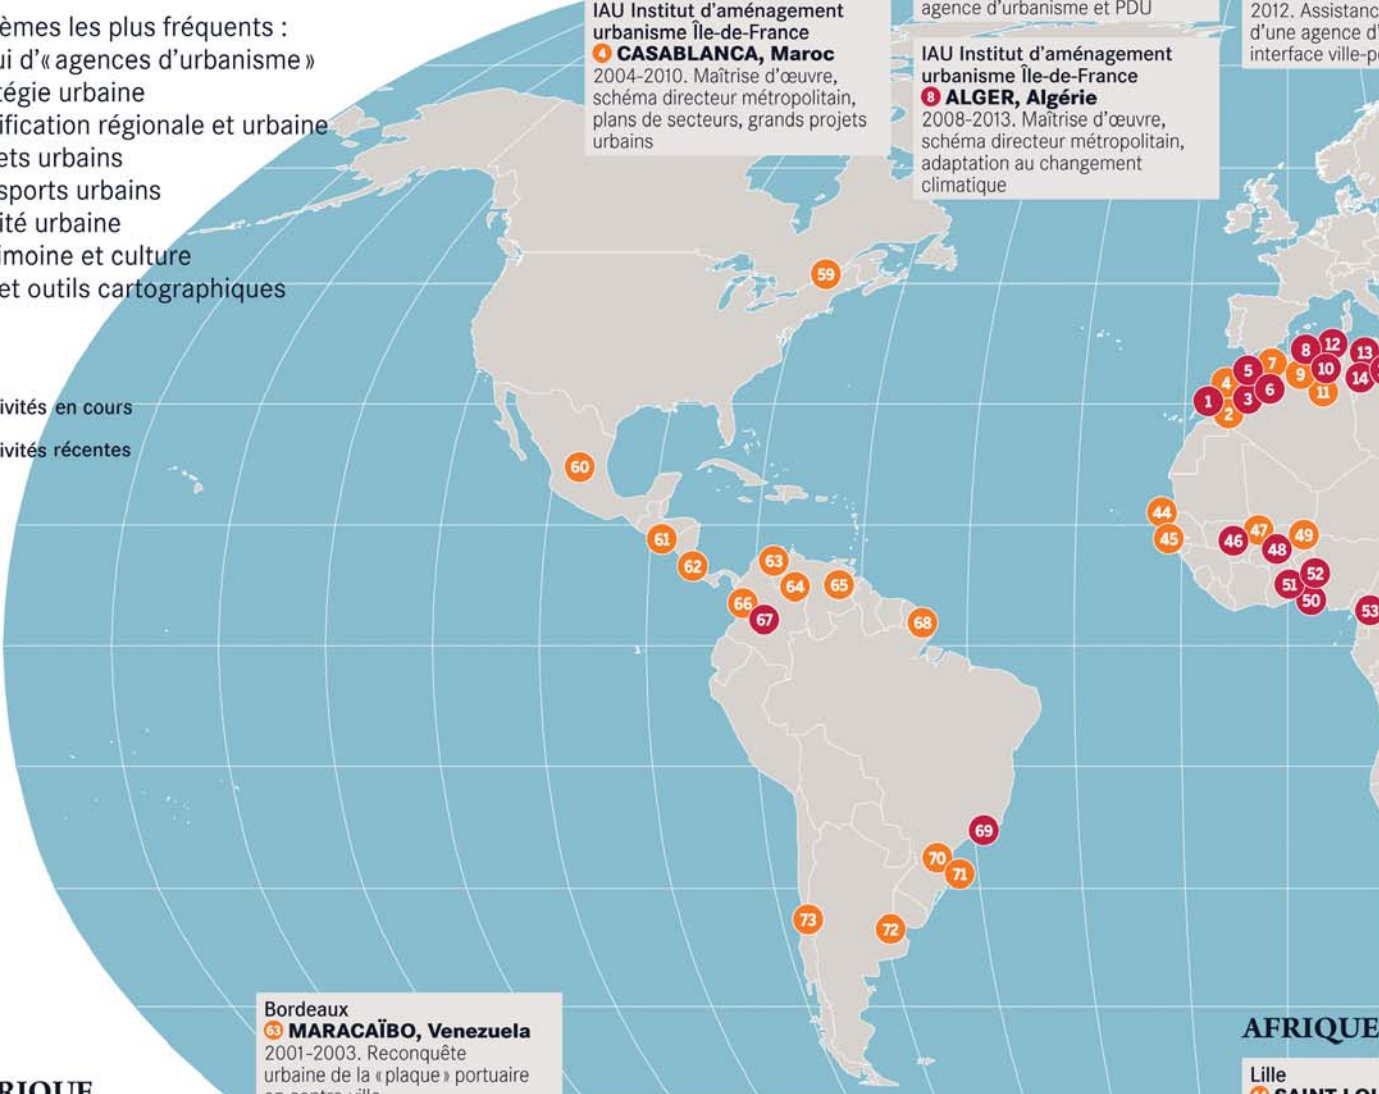 èmes les plus fréquents :
ui d'« agences d'urbanisme »
tégie urbaine
ification régionale et urbaine
ets urbains
sports urbains
ité urbaine
imoine et culture
et outils cartographiques
ivités en cours
ivités récentes
IAU Institut d'aménagement
urbanisme Île-de-France
4 CASABLANCA, Maroc
2004-2010. Maîtrise d'œuvre,
schéma directeur métropolitain,
plans de secteurs, grands projets
urbains
agence d'urbanisme et PDU
IAU Institut d'aménagement
urbanisme Île-de-France
8 ALGER, Algérie
2008-2013. Maîtrise d'œuvre,
schéma directeur métropolitain,
adaptation au changement
climatique
2012. Assistanc
d'une agence d'
interface ville-p
59
60
61
62
63
64
65
66
67
68
69
70
71
72
73
1
2
3
4
5
6
7
8
9
10
11
12
13
14
44
45
46
47
48
49
50
51
52
53
Bordeaux
63 MARACAÏBO, Venezuela
2001-2003. Reconquête
urbaine de la « plaque » portuaire
en centre-ville
RIQUE
AFRIQUE
Lille
44 SAINT-LOU